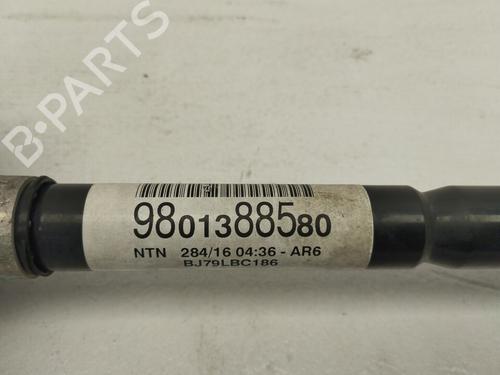 B-PARTS
9801388580
NTN 284/16 04:36 - AR6
BJ79LBC186